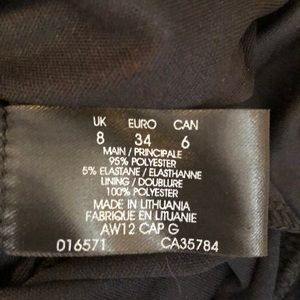 UK EURO CAN
8 34 6
MAIN / PRINCIPALE
95% POLYESTER
5% ELASTANE / ELASTHANNE
LINING / DOUBLURE
100% POLYESTER
MADE IN LITHUANIA
FABRIQUE EN LITUANIE
AW12 CAP G
016571 CA35784